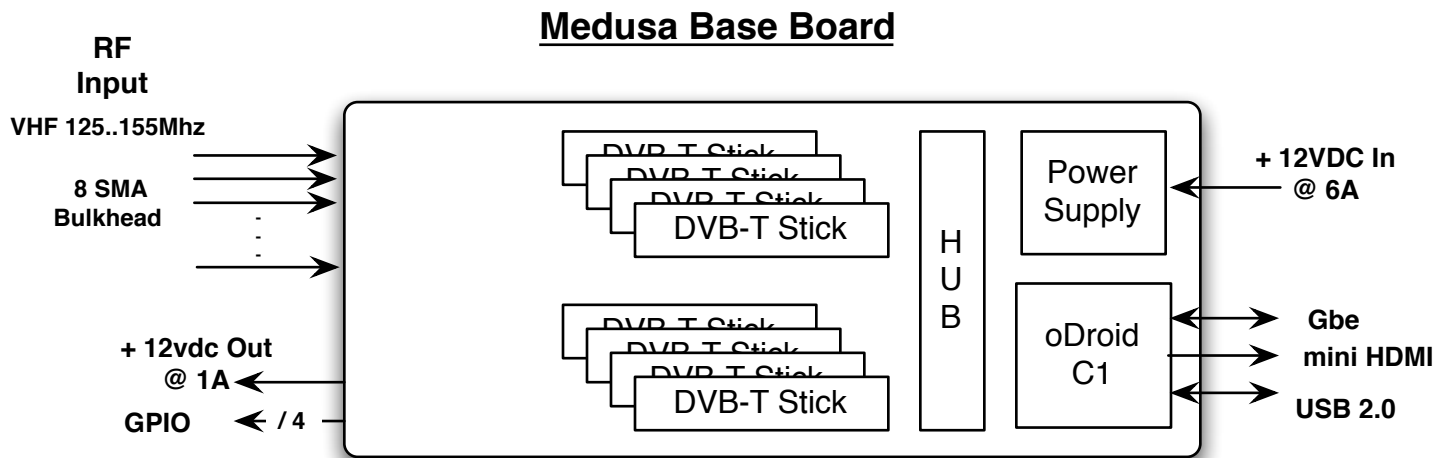 Medusa Base Board
RF
Input
VHF 125..155Mhz
8 SMA
Bulkhead
-
-
-
+ 12vdc Out
@ 1A
GPIO
/ 4
DVB-T Stick
DVB-T Stick
DVB-T Stick
DVB-T Stick
DVB-T Stick
DVB-T Stick
DVB-T Stick
DVB-T Stick
H
U
B
Power
Supply
oDroid
C1
+ 12VDC In
@ 6A
Gbe
mini HDMI
USB 2.0